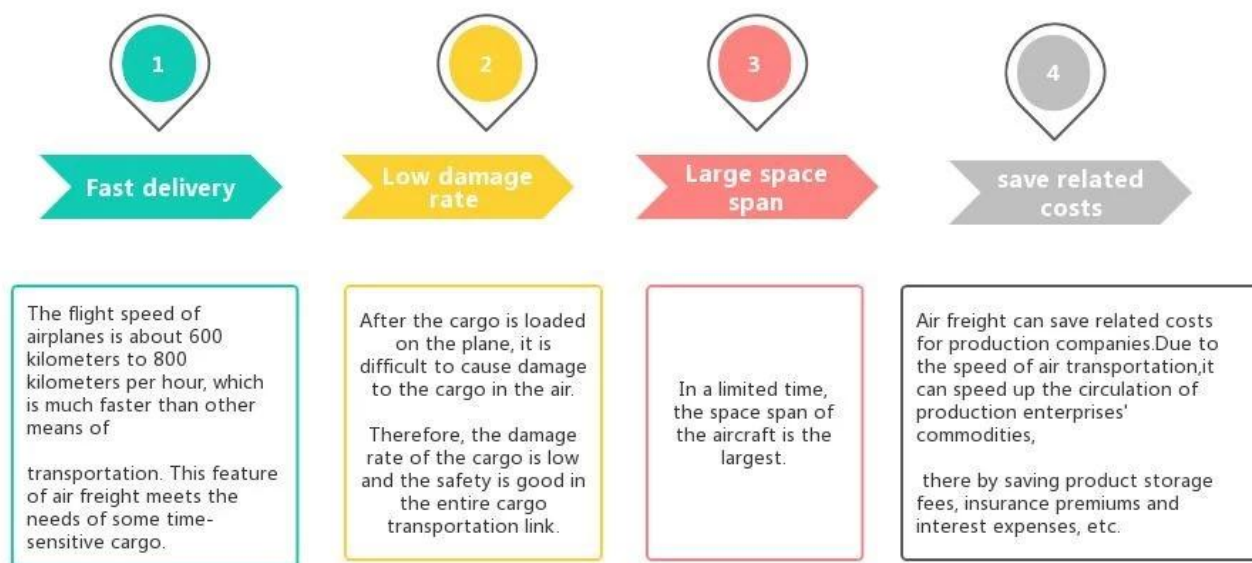 1
Fast delivery
The flight speed of
airplanes is about 600
kilometers to 800
kilometers per hour, which
is much faster than other
means of
transportation. This feature
of air freight meets the
needs of some time-
sensitive cargo.
2
Low damage
rate
After the cargo is loaded
on the plane, it is
difficult to cause damage
to the cargo in the air.
Therefore, the damage
rate of the cargo is low
and the safety is good in
the entire cargo
transportation link.
3
Large space
span
In a limited time,
the space span of
the aircraft is the
largest.
4
save related
costs
Air freight can save related costs
for production companies.Due to
the speed of air transportation,it
can speed up the circulation of
production enterprises'
commodities,
there by saving product storage
fees, insurance premiums and
interest expenses, etc.